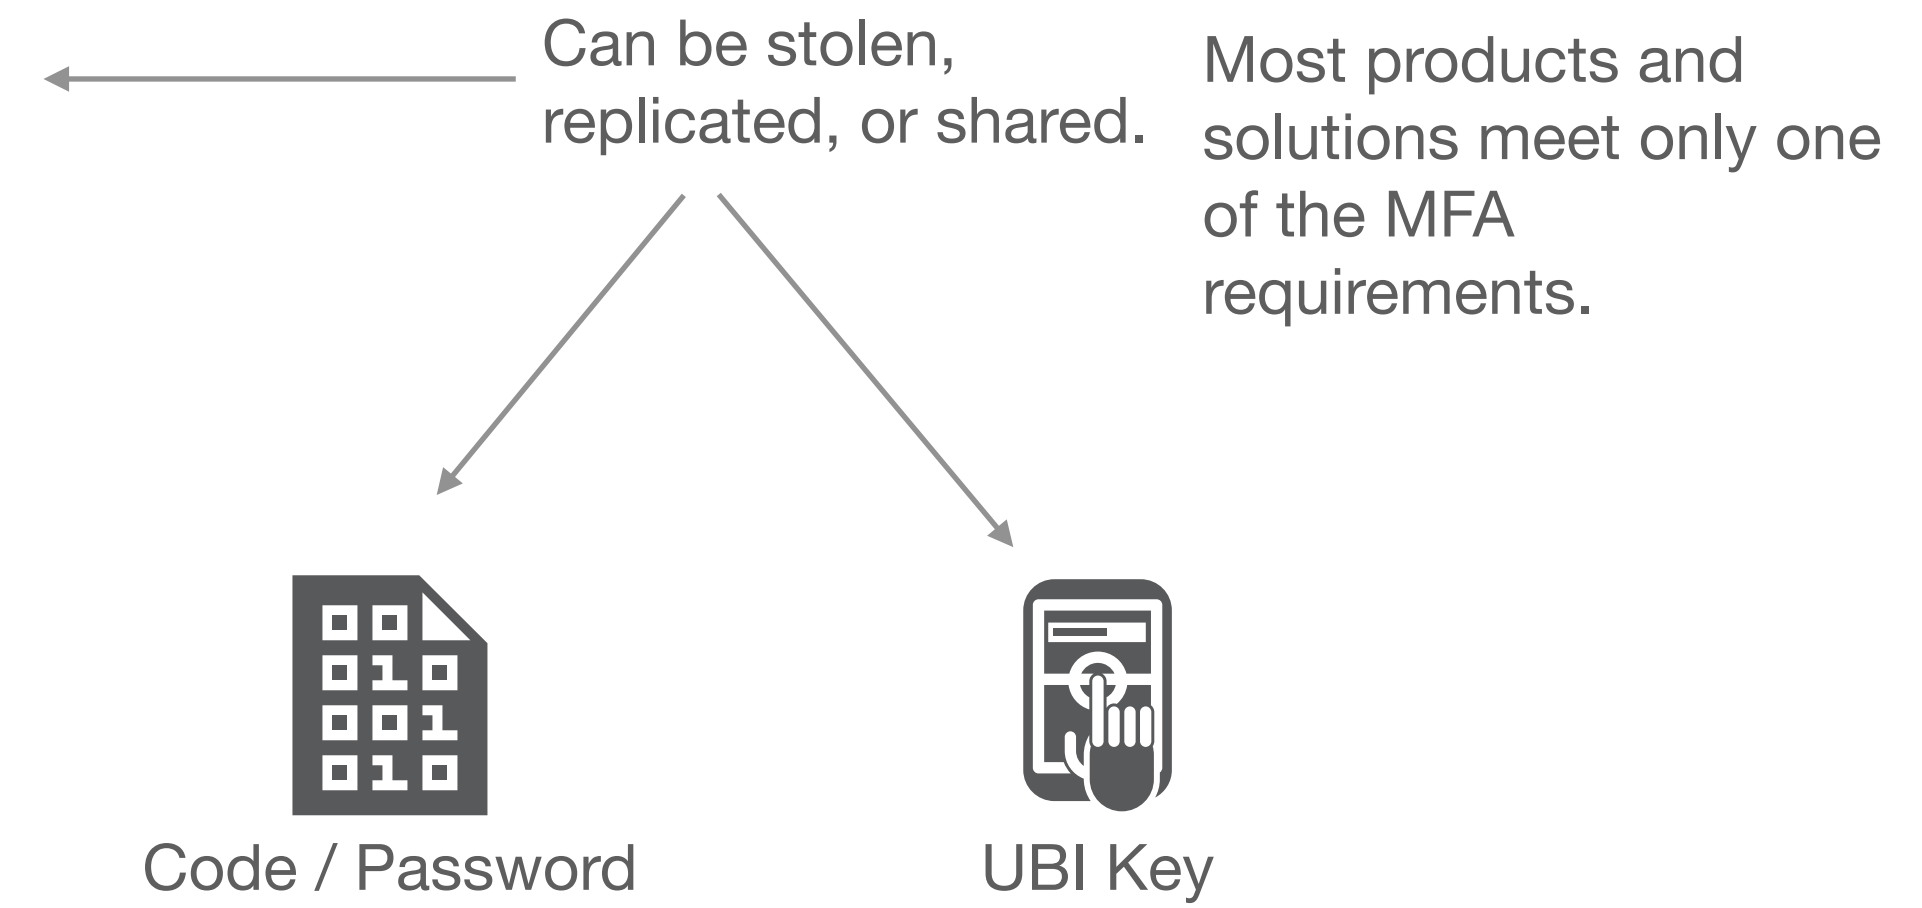 Can be stolen,
replicated, or shared.
Most products and
solutions meet only one
of the MFA
requirements.
Code / Password
UBI Key